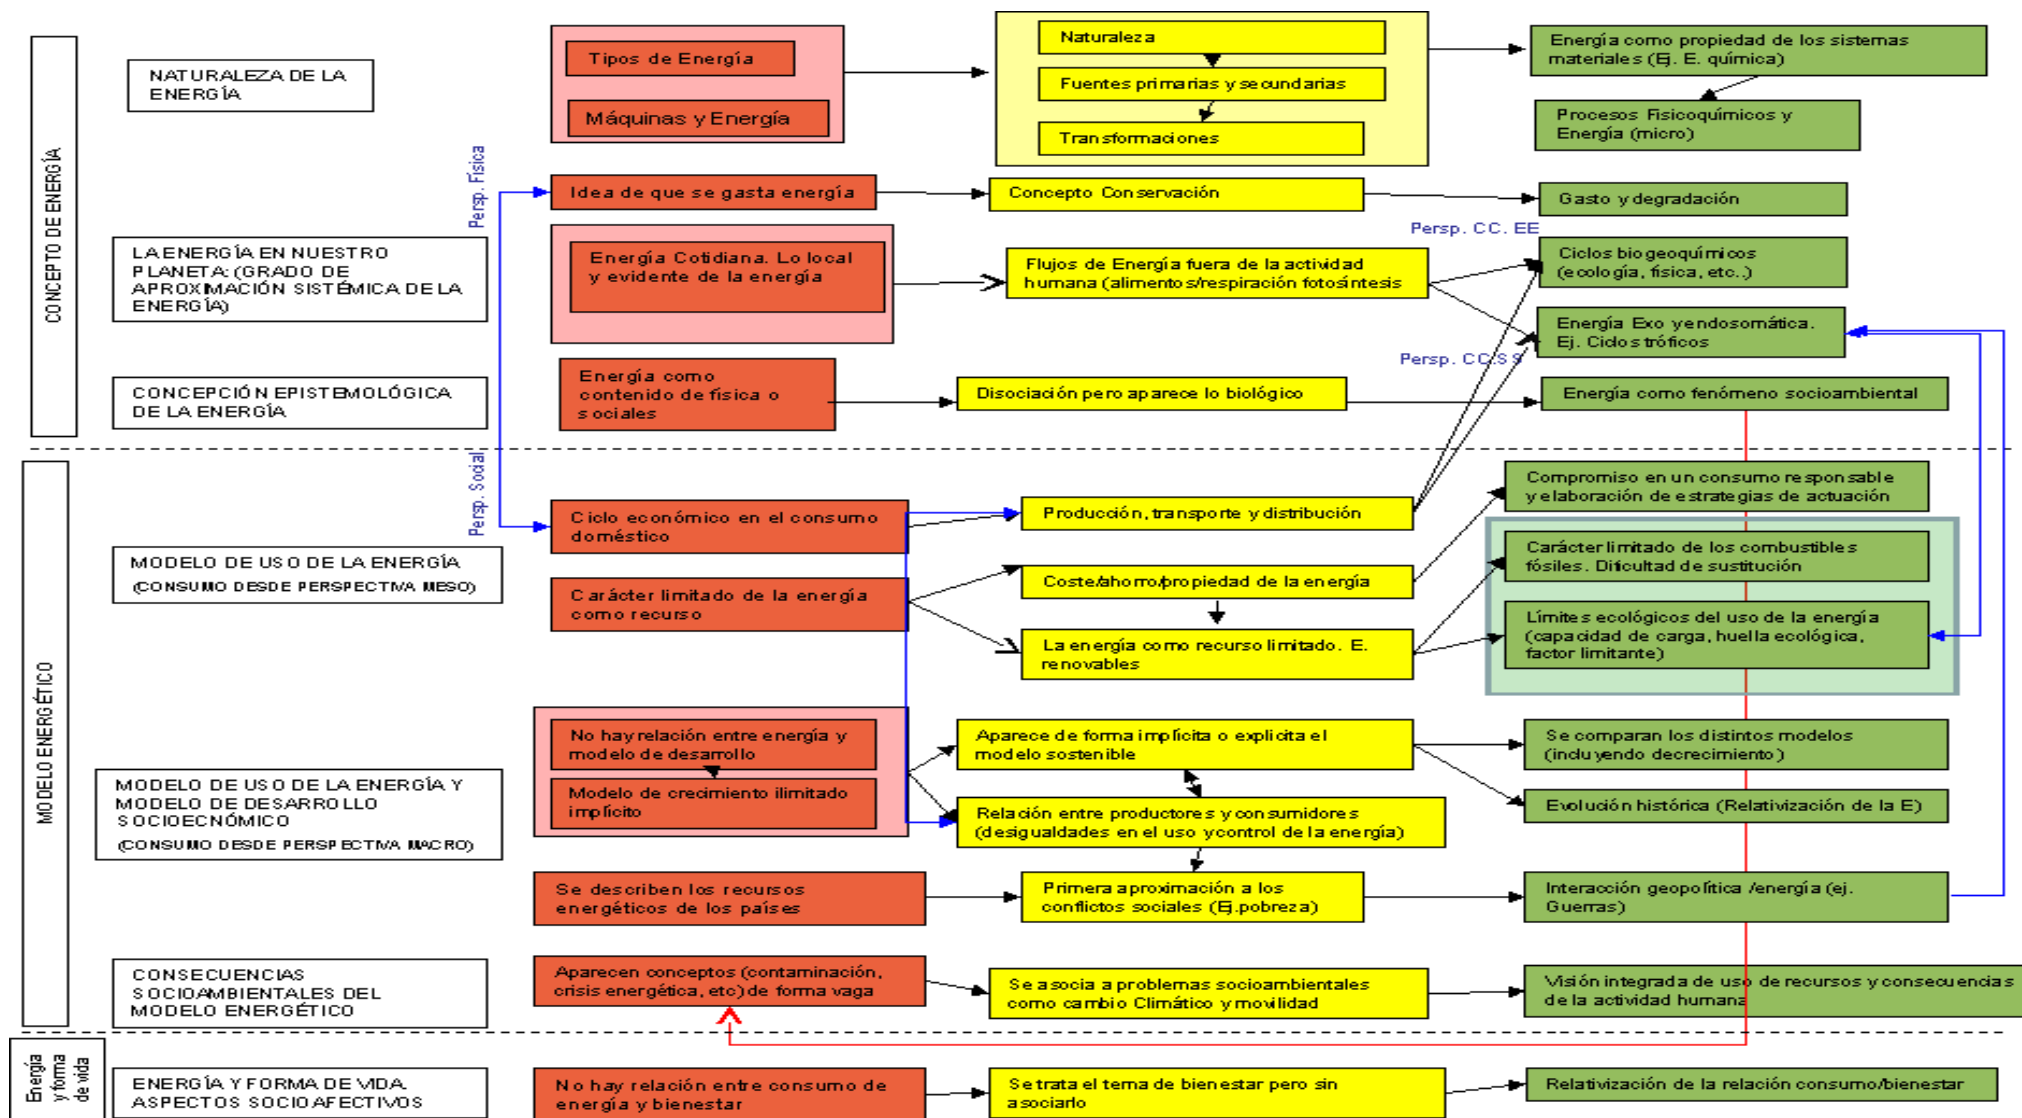 CONCEPTO DE ENERGÍA
NATURALEZA DE LA
ENERGÍA
Tipos de Energía
Máquinas y Energía
Naturaleza
Fuentes primarias y secundarias
Transformaciones
Energía como propiedad de los sistemas
materiales (Ej. E. química)
Procesos Fisicoquímicos y
Energía (micro)
Persp. Física
Idea de que se gasta energía
Concepto Conservación
Gasto y degradación
Persp. CC. EE
LA ENERGÍA EN NUESTRO
PLANETA: (GRADO DE
APROXIMACIÓN SISTÉMICA DE LA
ENERGÍA)
Energía Cotidiana. Lo local
y evidente de la energía
Flujos de Energía fuera de la actividad
humana (alimentos/respiración fotosíntesis
Ciclos biogeoquímicos
(ecología, física, etc..)
Energía Exo y endosomática.
Ej. Ciclos tróficos
Persp. CC.SS
CONCEPCIÓN EPISTEMOLÓGICA
DE LA ENERGÍA
Energía como
contenido de física o
sociales
Disociación pero aparece lo biológico
Energía como fenómeno socioambiental
MODELO ENERGÉTICO
Persp. Social
MODELO DE USO DE LA ENERGÍA
(CONSUMO DESDE PERSPECTIVA MESO)
Ciclo económico en el consumo
doméstico
Producción, transporte y distribución
Compromiso en un consumo responsable
y elaboración de estrategias de actuación
Carácter limitado de la energía
como recurso
Coste/ahorro/propiedad de la energía
La energía como recurso limitado. E.
renovables
Carácter limitado de los combustibles
fósiles. Dificultad de sustitución
Límites ecológicos del uso de la energía
(capacidad de carga, huella ecológica,
factor limitante)
MODELO DE USO DE LA ENERGÍA Y
MODELO DE DESARROLLO
SOCIOECNÓMICO
(CONSUMO DESDE PERSPECTIVA MACRO)
No hay relación entre energía y
modelo de desarrollo
Modelo de crecimiento ilimitado
implícito
Aparece de forma implícita o explicita el
modelo sostenible
Relación entre productores y consumidores
(desigualdades en el uso y control de la energía)
Se comparan los distintos modelos
(incluyendo decrecimiento)
Evolución histórica (Relativización de la E)
Se describen los recursos
energéticos de los países
Primera aproximación a los
conflictos sociales (Ej.pobreza)
Interacción geopolítica /energía (ej.
Guerras)
CONSECUENCIAS
SOCIOAMBIENTALES DEL
MODELO ENERGÉTICO
Aparecen conceptos (contaminación,
crisis energética, etc) de forma vaga
Se asocia a problemas socioambientales
como cambio Climático y movilidad
Visión integrada de uso de recursos y consecuencias
de la actividad humana
Energía
y forma
de vida
ENERGÍA Y FORMA DE VIDA.
ASPECTOS SOCIOAFECTIVOS
No hay relación entre consumo de
energía y bienestar
Se trata el tema de bienestar pero sin
asociarlo
Relativización de la relación consumo/bienestar